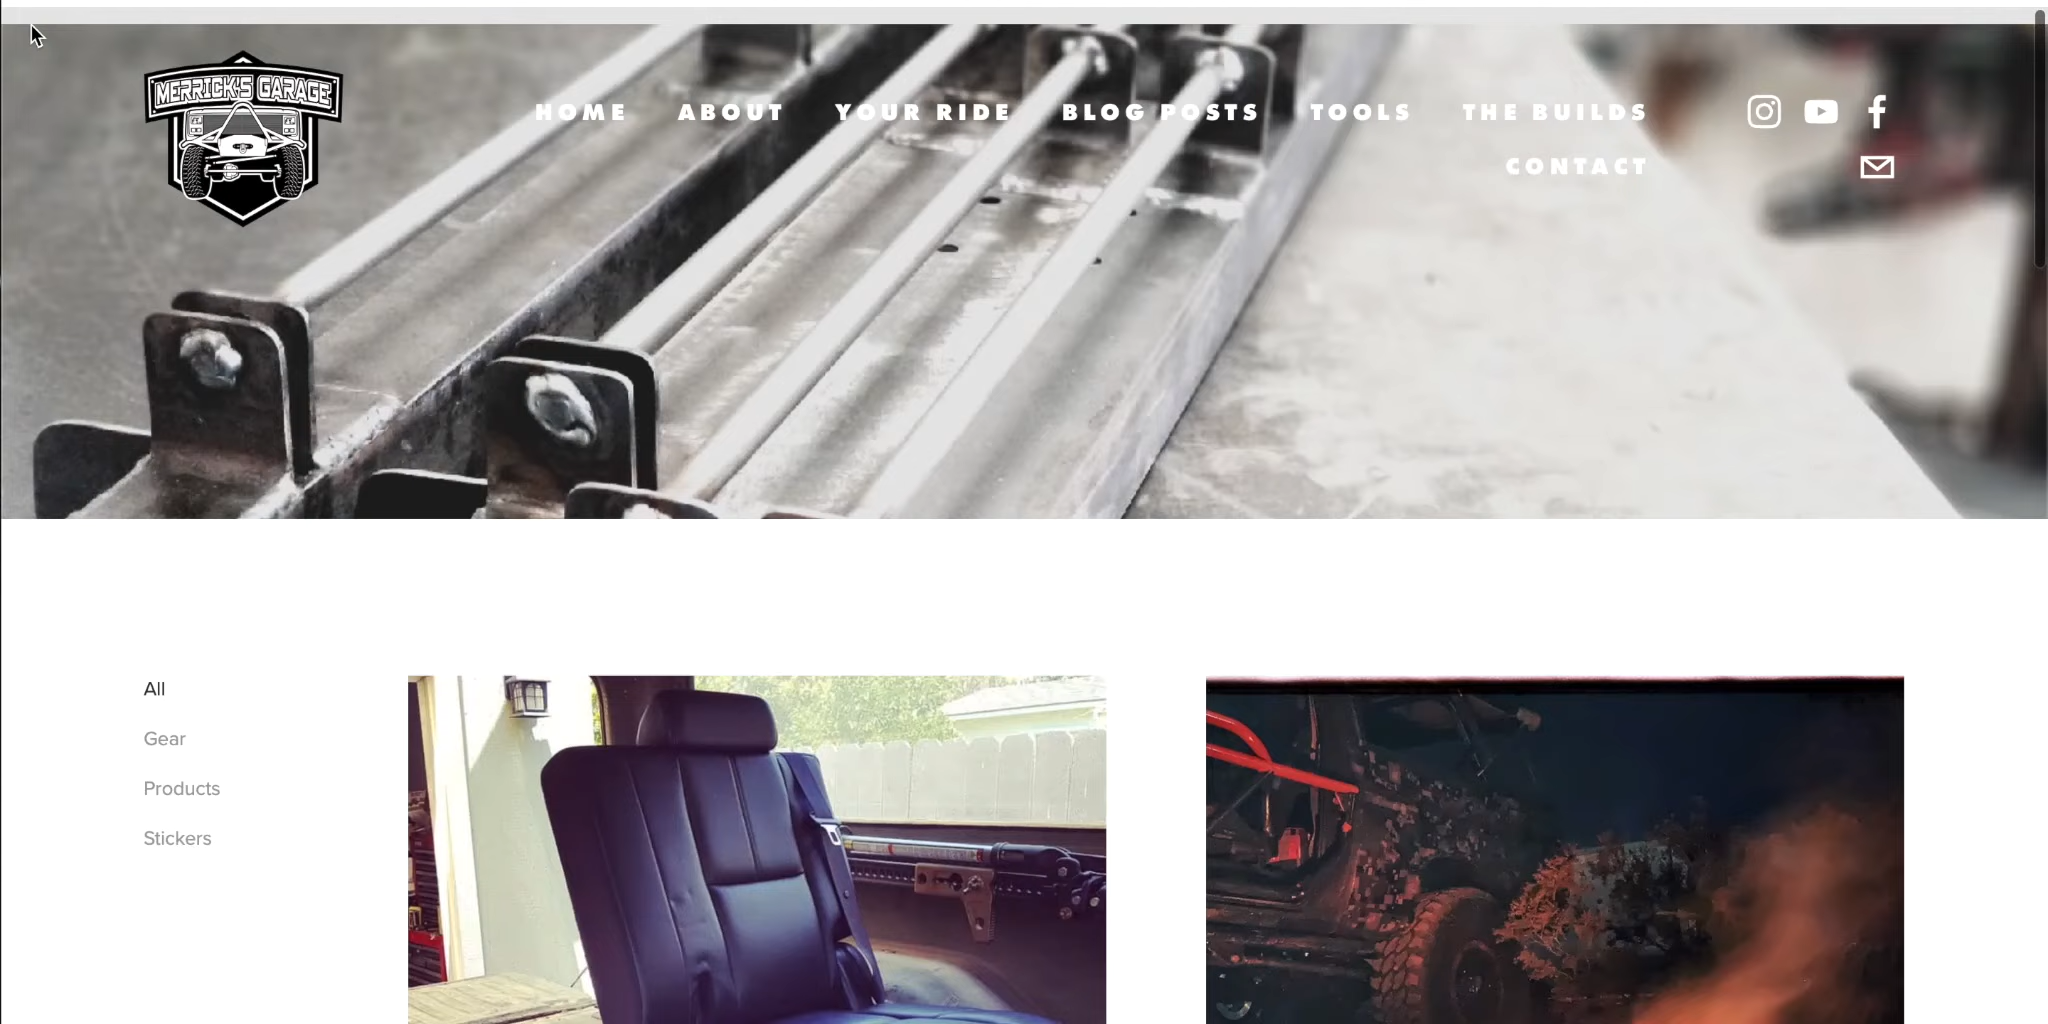 MERRICK'S GARAGE
HOME ABOUT YOUR RIDE BLOG POSTS TOOLS THE BUILDS
CONTACT
All
Gear
Products
Stickers